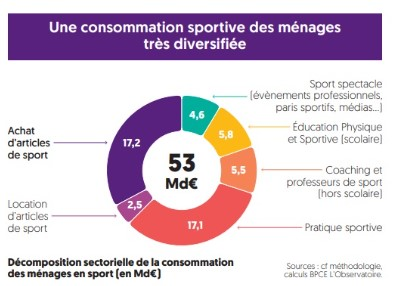 Une consommation sportive des ménages
très diversifiée
Sport spectacle
(évènements professionnels,
paris sportifs, médias...)
4,6
Éducation Physique
et Sportive (scolaire)
5,8
Achat
d'articles
de sport
17,2
53
Md€
5,5
Coaching et
professeurs de sport
(hors scolaire)
Location
d'articles
de sport
2,5
17,1
Pratique sportive
Décomposition sectorielle de la consommation
des ménages en sport (en Md€)
Sources : cf méthodologie,
calculs BPCE L'Observatoire.